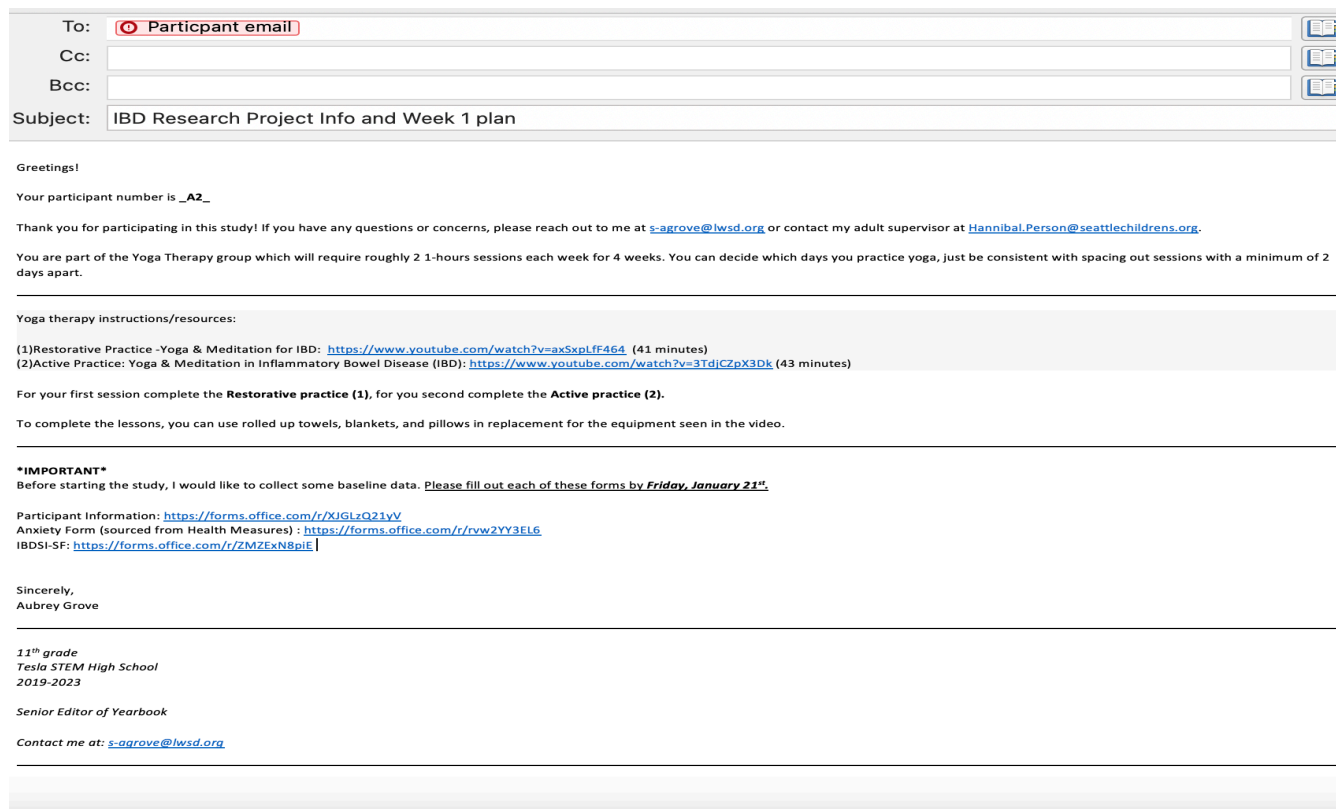 To: Particpant email
Cc:
Bcc:
Subject: IBD Research Project Info and Week 1 plan
Greetings!
Your participant number is _A2_
Thank you for participating in this study! If you have any questions or concerns, please reach out to me at s-agrove@lwsd.org or contact my adult supervisor at Hannibal.Person@seattlechildrens.org.
You are part of the Yoga Therapy group which will require roughly 2 1-hours sessions each week for 4 weeks. You can decide which days you practice yoga, just be consistent with spacing out sessions with a minimum of 2
days apart.
Yoga therapy instructions/resources:
(1)Restorative Practice -Yoga & Meditation for IBD: https://www.youtube.com/watch?v=axSxpLfF464 (41 minutes)
(2)Active Practice: Yoga & Meditation in Inflammatory Bowel Disease (IBD): https://www.youtube.com/watch?v=3TdjCZpX3Dk (43 minutes)
For your first session complete the Restorative practice (1), for you second complete the Active practice (2).
To complete the lessons, you can use rolled up towels, blankets, and pillows in replacement for the equipment seen in the video.
*IMPORTANT*
Before starting the study, I would like to collect some baseline data. Please fill out each of these forms by Friday, January 21st.
Participant Information: https://forms.office.com/r/XJGLzQ21yV
Anxiety Form (sourced from Health Measures) : https://forms.office.com/r/rvw2YY3EL6
IBDSI-SF: https://forms.office.com/r/ZMZExN8piE
Sincerely,
Aubrey Grove
11th grade
Tesla STEM High School
2019-2023
Senior Editor of Yearbook
Contact me at: s-agrove@lwsd.org